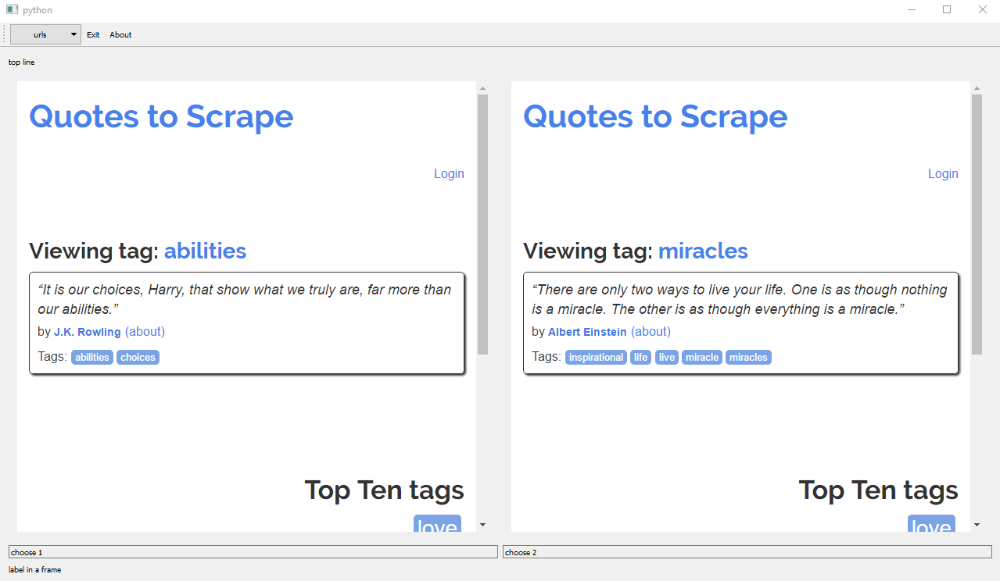 python
urls Exit About
top line
Quotes to Scrape
Login
Viewing tag: abilities
“It is our choices, Harry, that show what we truly are, far more than
our abilities.”
by J.K. Rowling (about)
Tags: abilities choices
Top Ten tags
love
Quotes to Scrape
Login
Viewing tag: miracles
“There are only two ways to live your life. One is as though nothing
is a miracle. The other is as though everything is a miracle.”
by Albert Einstein (about)
Tags: inspirational life live miracle miracles
Top Ten tags
love
choose 1
choose 2
label in a frame